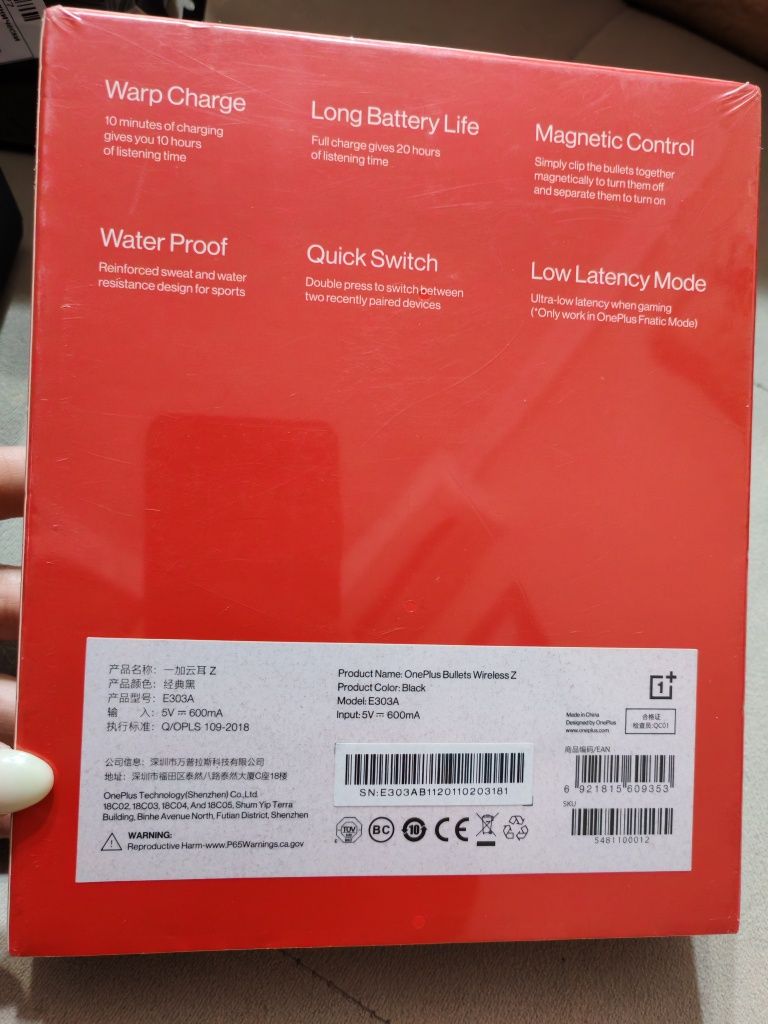 Warp Charge
10 minutes of charging
gives you 10 hours
of listening time
Long Battery Life
Full charge gives 20 hours
of listening time
Magnetic Control
Simply clip the bullets together
magnetically to turn them off
and separate them to turn on
Water Proof
Reinforced sweat and water
resistance design for sports
Quick Switch
Double press to switch between
two recently paired devices
Low Latency Mode
Ultra-low latency when gaming
(*Only work in OnePlus Fnatic Mode)
产品名称: 一加云耳 Z
产品颜色: 经典黑
产品型号: E303A
输 入: 5V ⎓ 600mA
执行标准: Q/OPLS 109-2018
公司信息: 深圳市万普拉斯科技有限公司
地址: 深圳市福田区泰然八路泰然大厦C座18楼
OnePlus Technology(Shenzhen) Co.,Ltd.
18C02, 18C03, 18C04, And 18C05, Shum Yip Terra
Building, Binhe Avenue North, Futian District, Shenzhen
WARNING:
Reproductive Harm-www.P65Warnings.ca.gov
Product Name: OnePlus Bullets Wireless Z
Product Color: Black
Model: E303A
Input: 5V ⎓ 600mA
SN:E303AB1120110203181
TÜV
BC
10
CE
1+
Made in China
Designed by OnePlus
www.oneplus.com
合格证
检查员:QC01
商品编码/EAN
6 921815 609353
SKU
5481100012